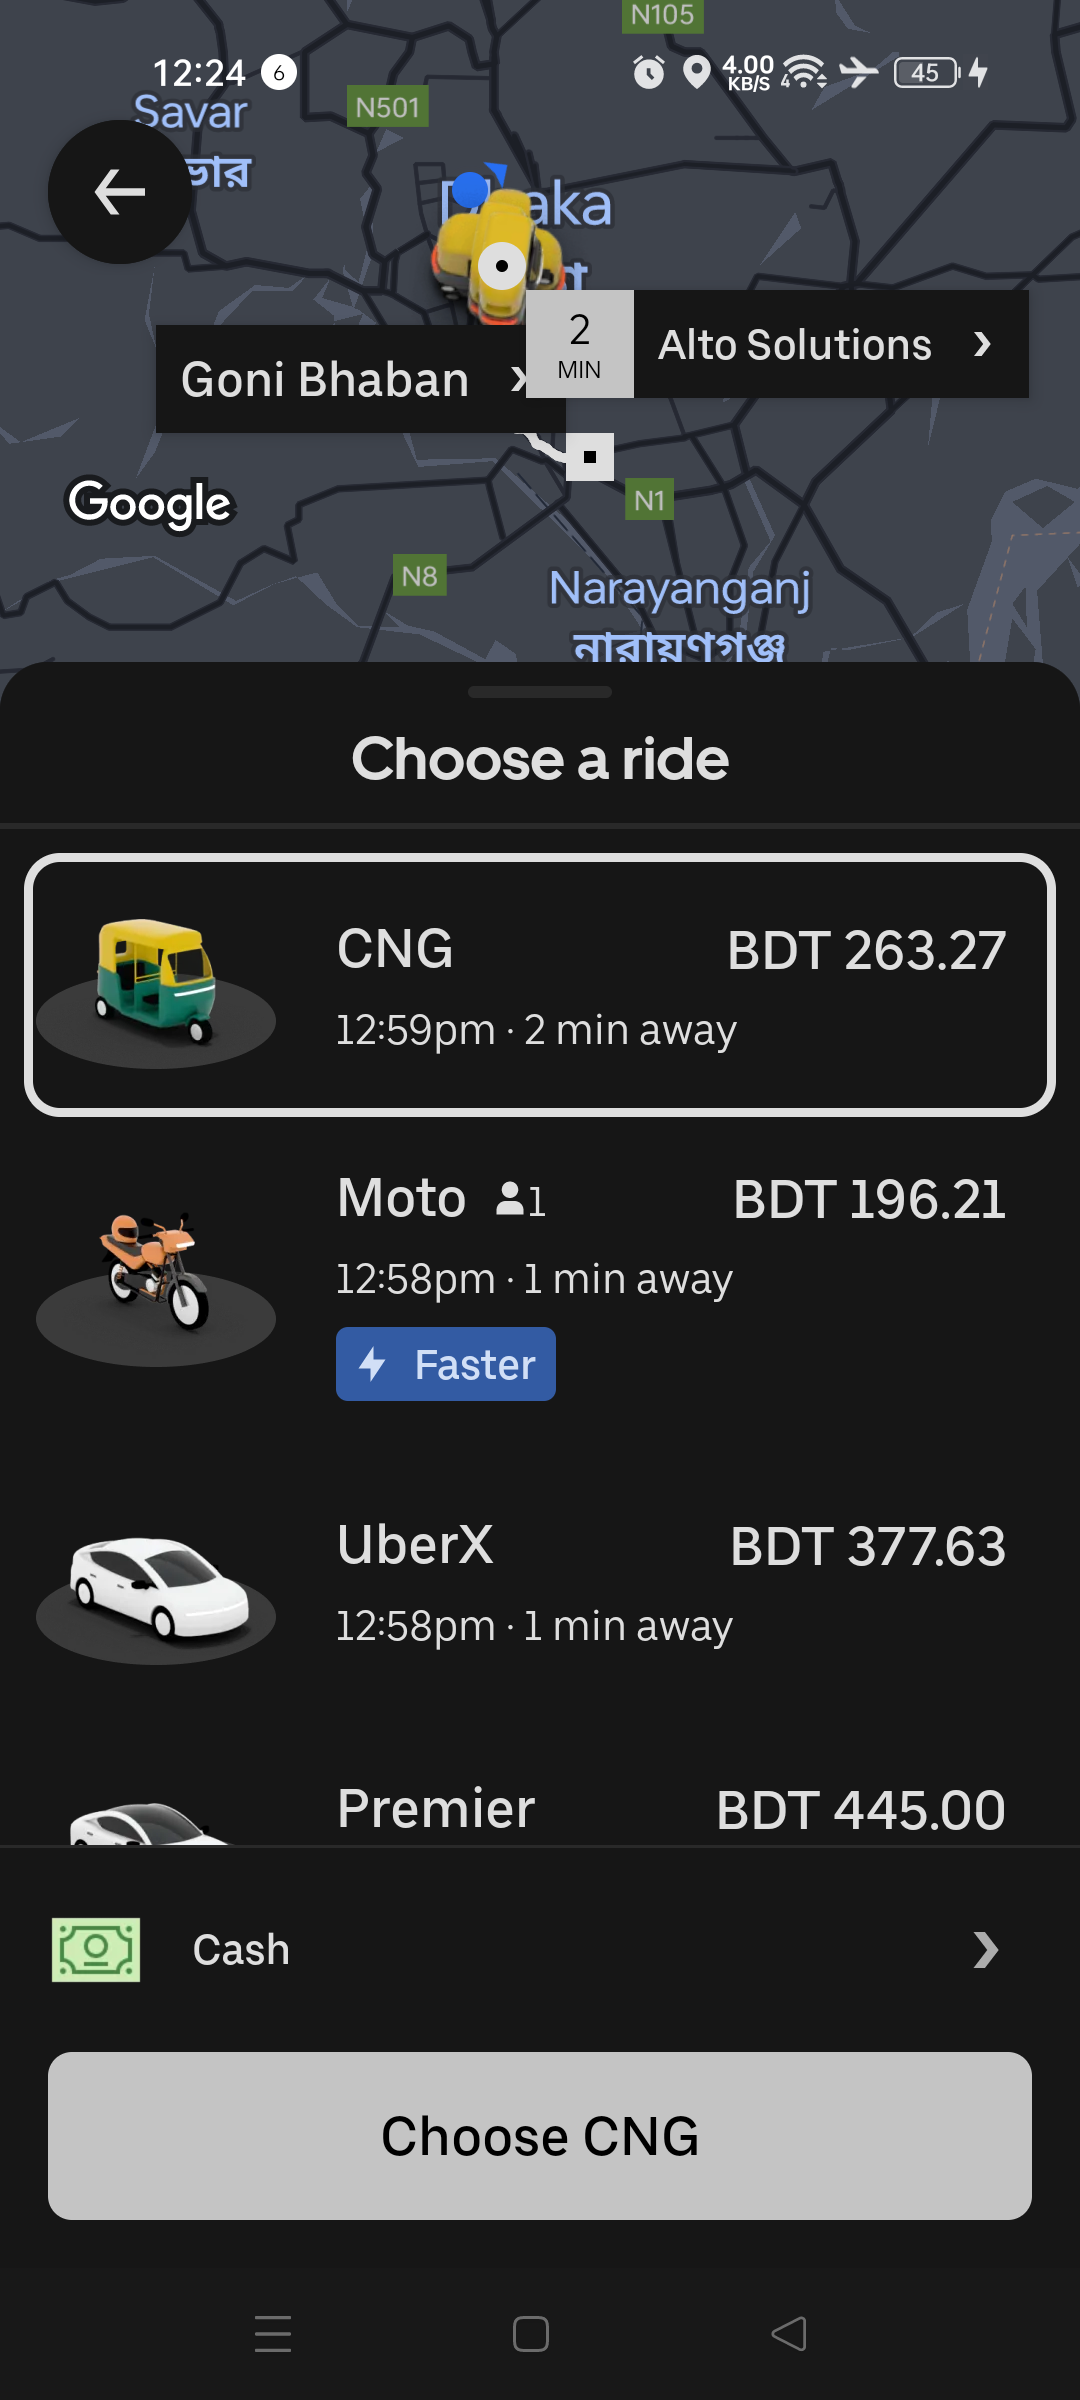 N105
12:24 6 4.00 KB/S 4 45
N501
Savar
ভার
aka
Goni Bhaban
2 MIN Alto Solutions
Google
N1
N8
Narayanganj
নারায়ণগঞ্জ
Choose a ride
CNG BDT 263.27
12:59pm · 2 min away
Moto 1 BDT 196.21
12:58pm · 1 min away
Faster
UberX BDT 377.63
12:58pm · 1 min away
Premier BDT 445.00
Cash
Choose CNG